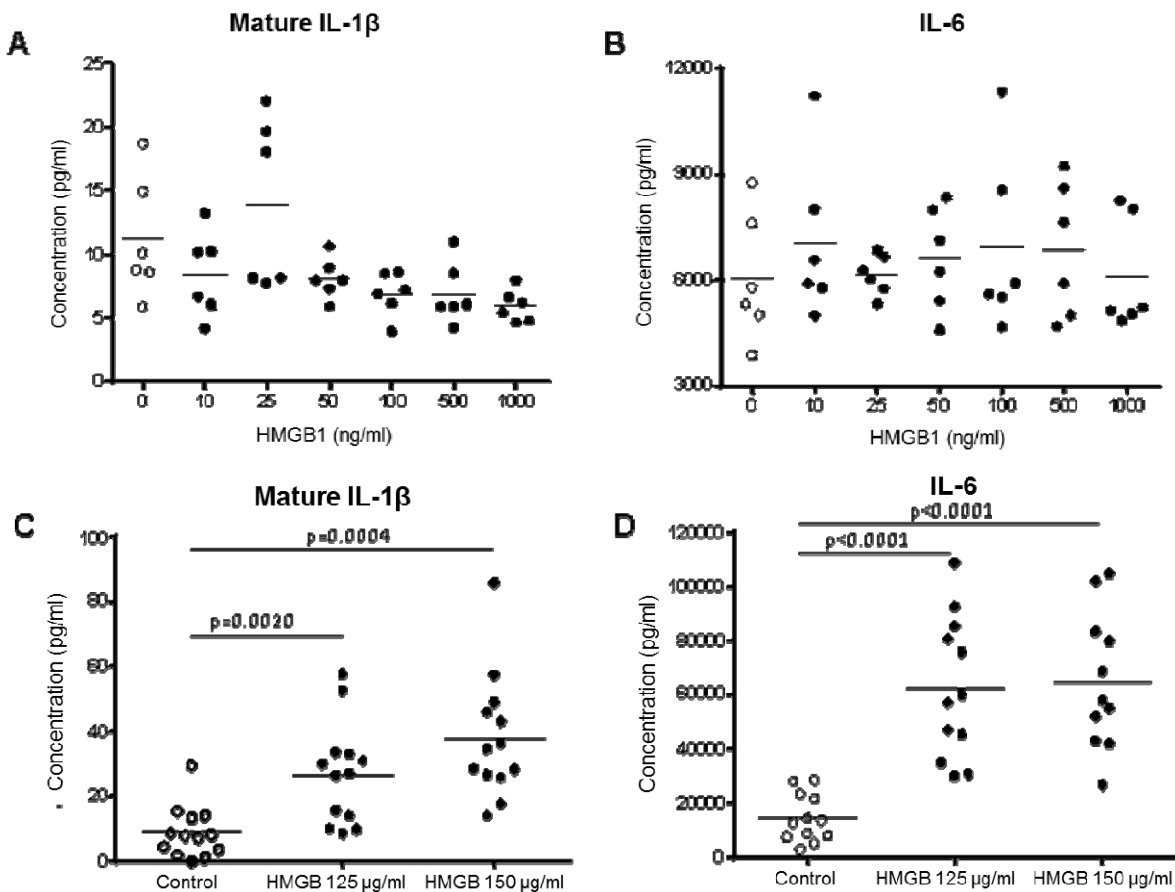 A
Mature IL-1β
Concentration (pg/ml)
25
20
15
10
5
0
0 10 25 50 100 500 1000
HMGB1 (ng/ml)
B
IL-6
Concentration (pg/ml)
12000
9000
6000
3000
0 10 25 50 100 500 1000
HMGB1 (ng/ml)
C
Mature IL-1β
Concentration (pg/ml)
100
80
60
40
20
0
p=0.0004
p=0.0020
Control HMGB 125 µg/ml HMGB 150 µg/ml
D
IL-6
Concentration (pg/ml)
120000
100000
80000
60000
40000
20000
0
p<0.0001
p<0.0001
Control HMGB 125 µg/ml HMGB 150 µg/ml